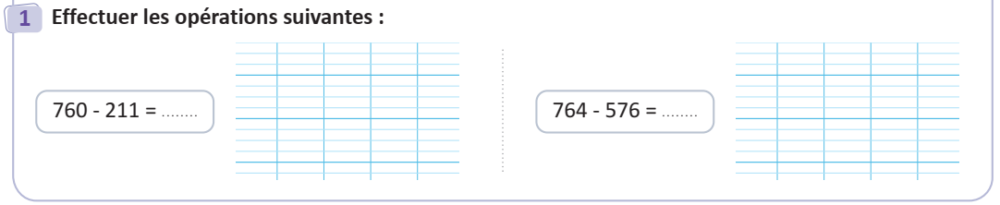 1 Effectuer les opérations suivantes :
760 - 211 = ........
764 - 576 = ........